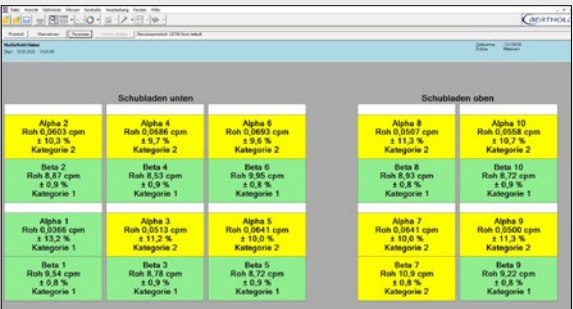 BERTHOLD
Schubladen unten
Schubladen oben
Alpha 2
Roh 0,0603 cpm
± 10,3 %
Kategorie 2
Alpha 4
Roh 0,0686 cpm
± 9,7 %
Kategorie 2
Alpha 6
Roh 0,0693 cpm
± 9,6 %
Kategorie 2
Alpha 8
Roh 0,0507 cpm
± 11,3 %
Kategorie 2
Alpha 10
Roh 0,0558 cpm
± 10,7 %
Kategorie 2
Beta 2
Roh 8,87 cpm
± 0,9 %
Kategorie 1
Beta 4
Roh 8,53 cpm
± 0,9 %
Kategorie 1
Beta 6
Roh 9,95 cpm
± 0,8 %
Kategorie 1
Beta 8
Roh 8,93 cpm
± 0,8 %
Kategorie 1
Beta 10
Roh 8,72 cpm
± 0,9 %
Kategorie 1
Alpha 1
Roh 0,0366 cpm
± 13,2 %
Kategorie 1
Alpha 3
Roh 0,0513 cpm
± 11,2 %
Kategorie 2
Alpha 5
Roh 0,0641 cpm
± 10,0 %
Kategorie 2
Alpha 7
Roh 0,0641 cpm
± 10,0 %
Kategorie 2
Alpha 9
Roh 0,0500 cpm
± 11,3 %
Kategorie 2
Beta 1
Roh 9,54 cpm
± 0,8 %
Kategorie 1
Beta 3
Roh 8,78 cpm
± 0,9 %
Kategorie 1
Beta 5
Roh 8,72 cpm
± 0,9 %
Kategorie 1
Beta 7
Roh 10,9 cpm
± 0,8 %
Kategorie 2
Beta 9
Roh 9,22 cpm
± 0,8 %
Kategorie 1